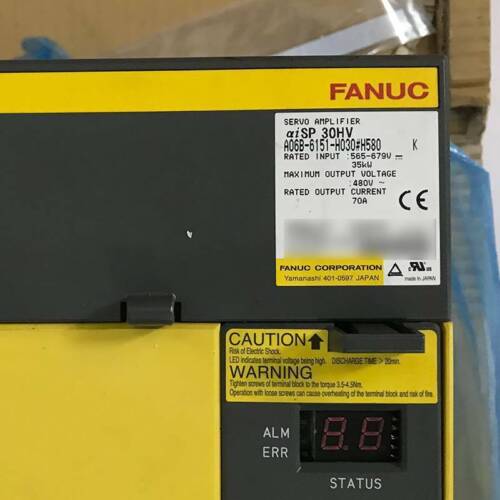 FANUC
SERVO AMPLIFIER
αiSP 30HV
A06B-6151-H030#H580 K
RATED INPUT :565-679V ⎓
35kW
MAXIMUM OUTPUT VOLTAGE
:480V ~
RATED OUTPUT CURRENT
70A
CE
FANUC CORPORATION
Yamanashi 401-0597 JAPAN
c UR us
made in JAPAN
CAUTION
Risk of Electric Shock.
LED indicates terminal voltage being high. DISCHARGE TIME > 20min.
WARNING
Tighten screws of terminal block to the torque 3.5-4.5Nm.
Operation with loose screws can cause overheating of the terminal block and risk of fire.
ALM
ERR
8.8
STATUS